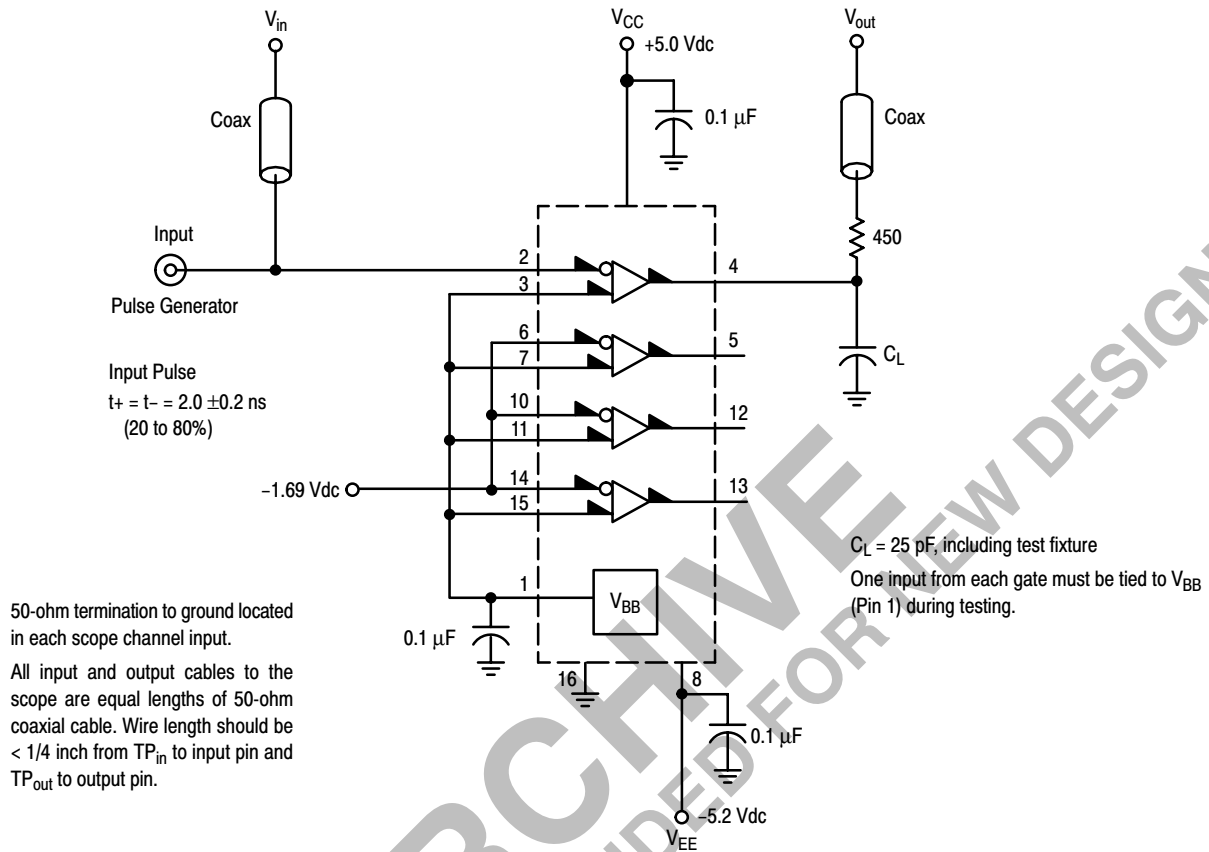 V_in
V_CC
V_out
+5.0 Vdc
Coax
0.1 μF
Coax
Input
Pulse Generator
450
2
3
4
6
7
5
Input Pulse
t+ = t− = 2.0 ±0.2 ns
(20 to 80%)
C_L
10
11
12
−1.69 Vdc
14
15
13
C_L = 25 pF, including test fixture
One input from each gate must be tied to V_BB
(Pin 1) during testing.
1
V_BB
0.1 μF
50-ohm termination to ground located
in each scope channel input.
All input and output cables to the
scope are equal lengths of 50-ohm
coaxial cable. Wire length should be
< 1/4 inch from TP_in to input pin and
TP_out to output pin.
16
8
0.1 μF
−5.2 Vdc
V_EE
FOR NEW DESIGN